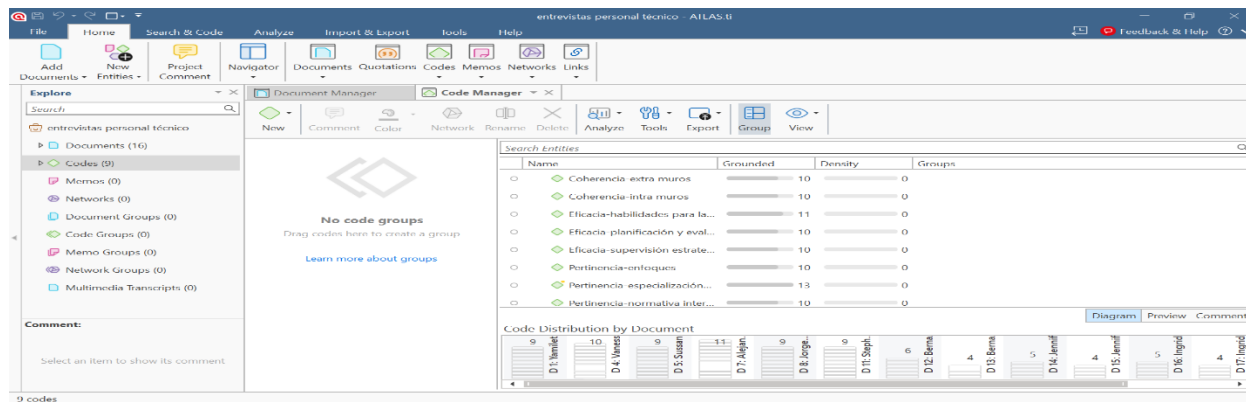 entrevistas personal técnico - ATLAS.ti
File Home Search & Code Analyze Import & Export Tools Help Feedback & Help
Add Documents New Entities Project Comment Navigator Documents Quotations Codes Memos Networks Links
Explore
Search
entrevistas personal técnico
Documents (16)
Codes (9)
Memos (0)
Networks (0)
Document Groups (0)
Code Groups (0)
Memo Groups (0)
Network Groups (0)
Multimedia Transcripts (0)
Comment:
Select an item to show its comment
Document Manager Code Manager
New Comment Color Network Rename Delete Analyze Tools Export Group View
No code groups
Drag codes here to create a group
Learn more about groups
Search Entities
Name Grounded Density Groups
Coherencia-extra muros 10 0
Coherencia-intra muros 10 0
Eficacia-habilidades para la... 11 0
Eficacia-planificación y eval... 10 0
Eficacia-supervisión estrate... 10 0
Pertinencia-enfoques 10 0
Pertinencia-especialización... 13 0
Pertinencia-normativa inter... 10 0
Diagram Preview Comment
Code Distribution by Document
9 D 1: Yamilet
10 D 4: Vaness
9 D 5: Sussan
11 D 7: Alejan.
9 D 8: Jorge..
9 D 11: Steph.
6 D 12: Berna
4 D 13: Berna
5 D 14: Jennif
4 D 15: Jennif
5 D 16: Ingrid
4 D 17: Ingrid
9 codes